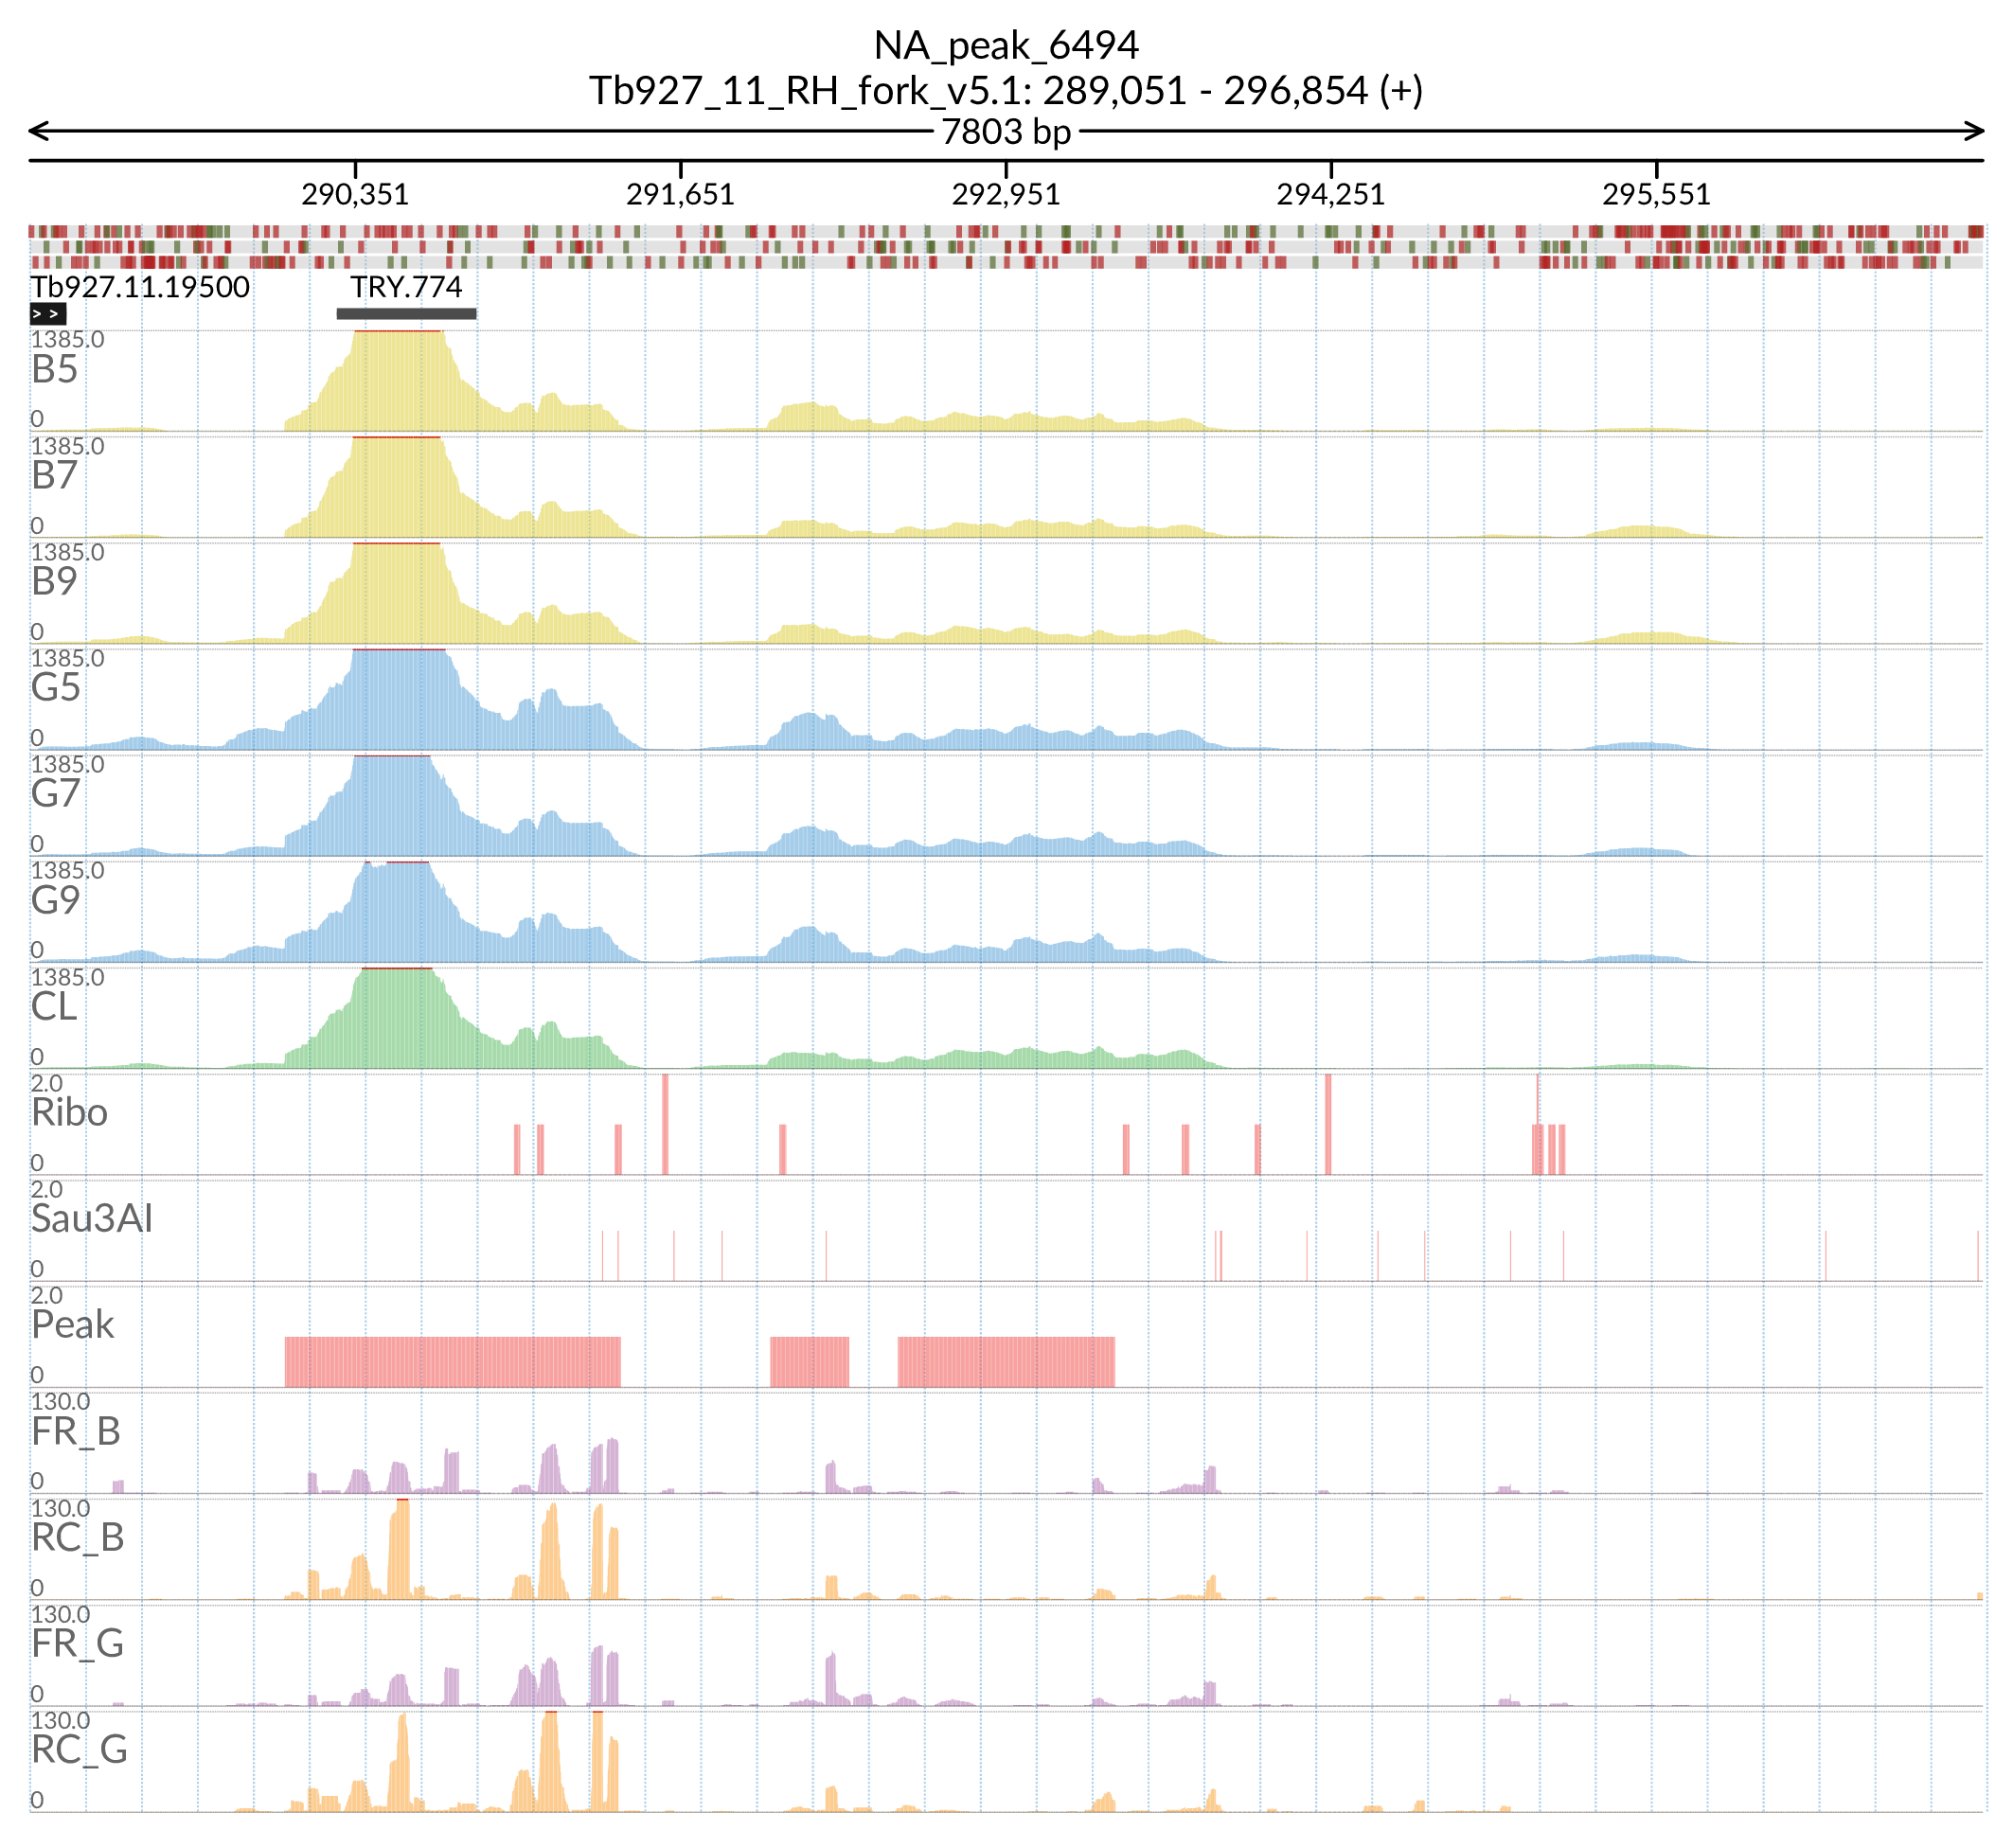 NA_peak_6494
Tb927_11_RH_fork_v5.1: 289,051 - 296,854 (+)
7803 bp
290,351 291,651 292,951 294,251 295,551
Tb927.11.19500 TRY.774
> >
1385.0
B5
0
1385.0
B7
0
1385.0
B9
0
1385.0
G5
0
1385.0
G7
0
1385.0
G9
0
1385.0
CL
0
2.0
Ribo
0
2.0
Sau3AI
0
2.0
Peak
0
130.0
FR_B
0
130.0
RC_B
0
130.0
FR_G
0
130.0
RC_G
0